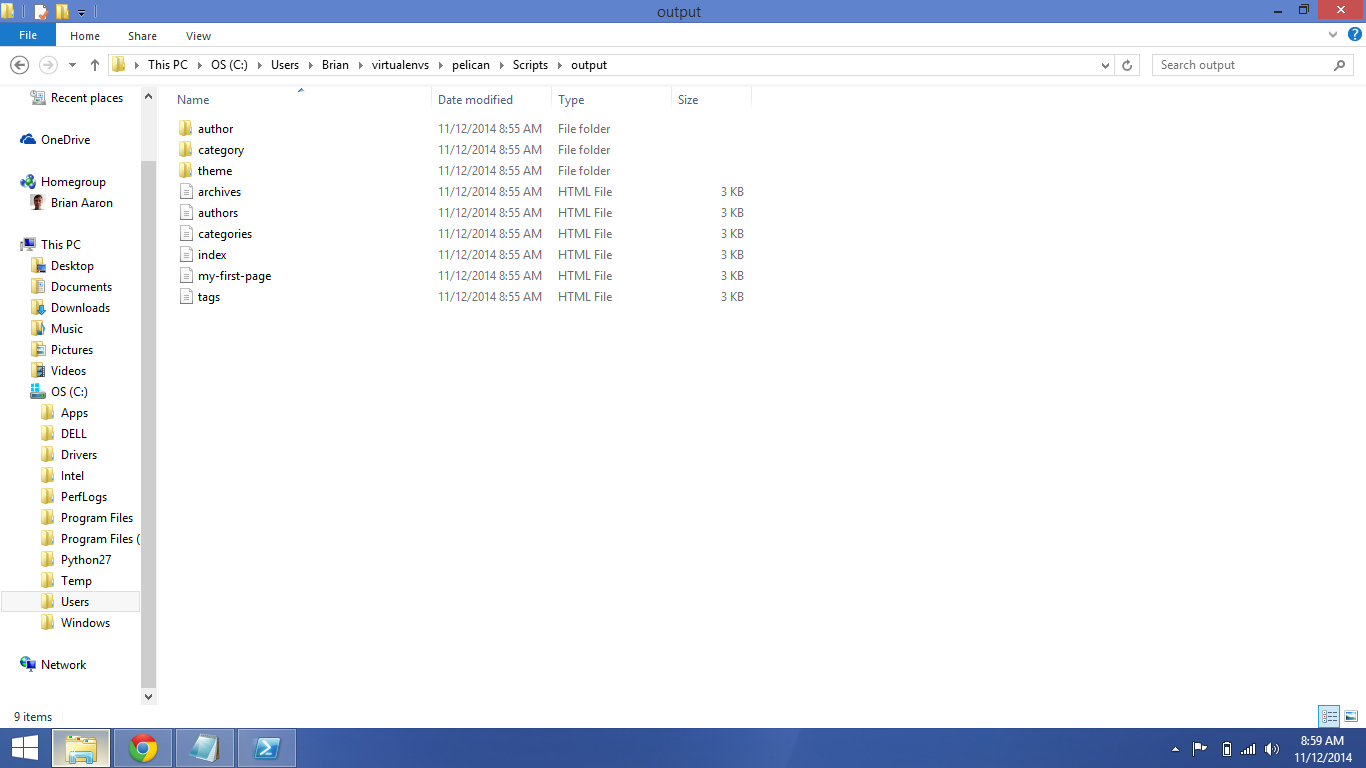 output
File Home Share View
This PC OS (C:) Users Brian virtualenvs pelican Scripts output Search output
Recent places
OneDrive
Homegroup
Brian Aaron
This PC
Desktop
Documents
Downloads
Music
Pictures
Videos
OS (C:)
Apps
DELL
Drivers
Intel
PerfLogs
Program Files
Program Files (
Python27
Temp
Users
Windows
Network
Name Date modified Type Size
author 11/12/2014 8:55 AM File folder
category 11/12/2014 8:55 AM File folder
theme 11/12/2014 8:55 AM File folder
archives 11/12/2014 8:55 AM HTML File 3 KB
authors 11/12/2014 8:55 AM HTML File 3 KB
categories 11/12/2014 8:55 AM HTML File 3 KB
index 11/12/2014 8:55 AM HTML File 3 KB
my-first-page 11/12/2014 8:55 AM HTML File 3 KB
tags 11/12/2014 8:55 AM HTML File 3 KB
9 items
8:59 AM
11/12/2014